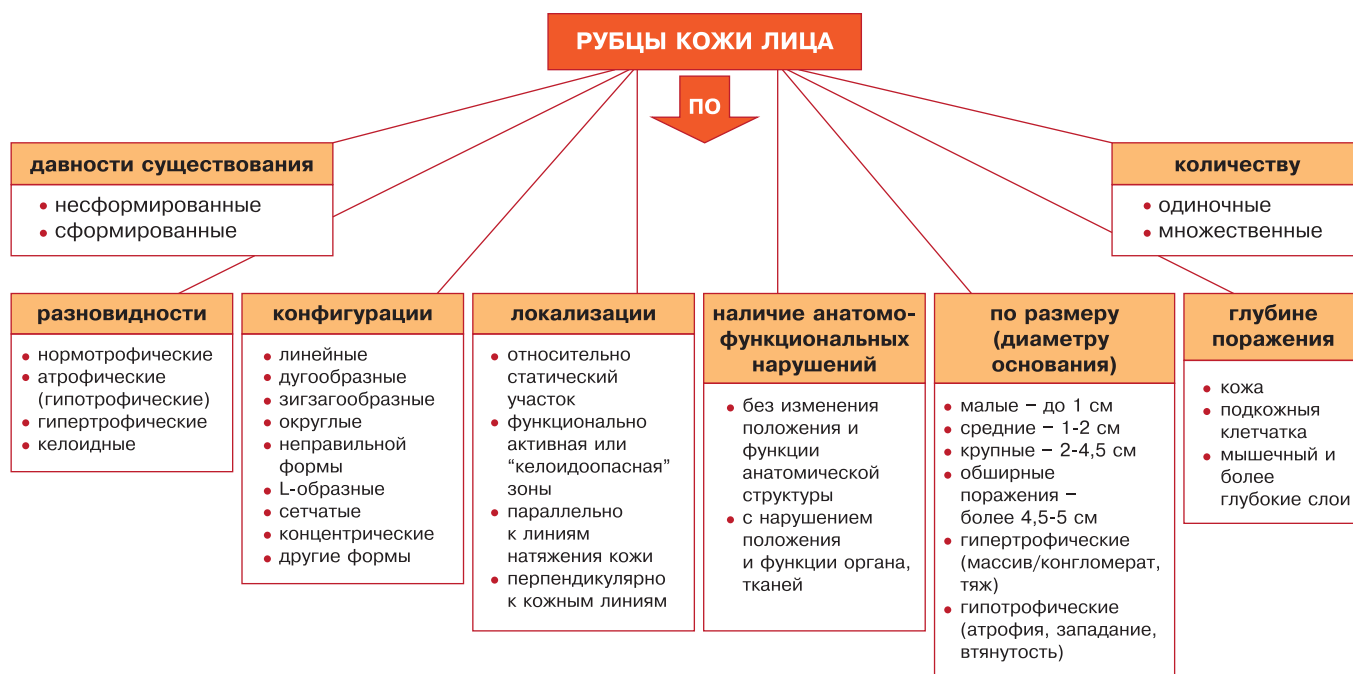 РУБЦЫ КОЖИ ЛИЦА
ПО
давности существования
• несформированные
• сформированные
количеству
• одиночные
• множественные
разновидности
• нормотрофические
• атрофические
(гипотрофические)
• гипертрофические
• келоидные
конфигурации
• линейные
• дугообразные
• зигзагообразные
• округлые
• неправильной
формы
• L-образные
• сетчатые
• концентрические
• другие формы
локализации
• относительно
статический
участок
• функционально
активная или
“келоидоопасная”
зоны
• параллельно
к линиям
натяжения кожи
• перпендикулярно
к кожным линиям
наличие анатомо-
функциональных
нарушений
• без изменения
положения и
функции
анатомической
структуры
• с нарушением
положения
и функции органа,
тканей
по размеру
(диаметру
основания)
• малые – до 1 см
• средние – 1-2 см
• крупные – 2-4,5 см
• обширные
поражения –
более 4,5-5 см
• гипертрофические
(массив/конгломерат,
тяж)
• гипотрофические
(атрофия, западание,
втянутость)
глубине
поражения
• кожа
• подкожныя
клетчатка
• мышечный и
более
глубокие слои